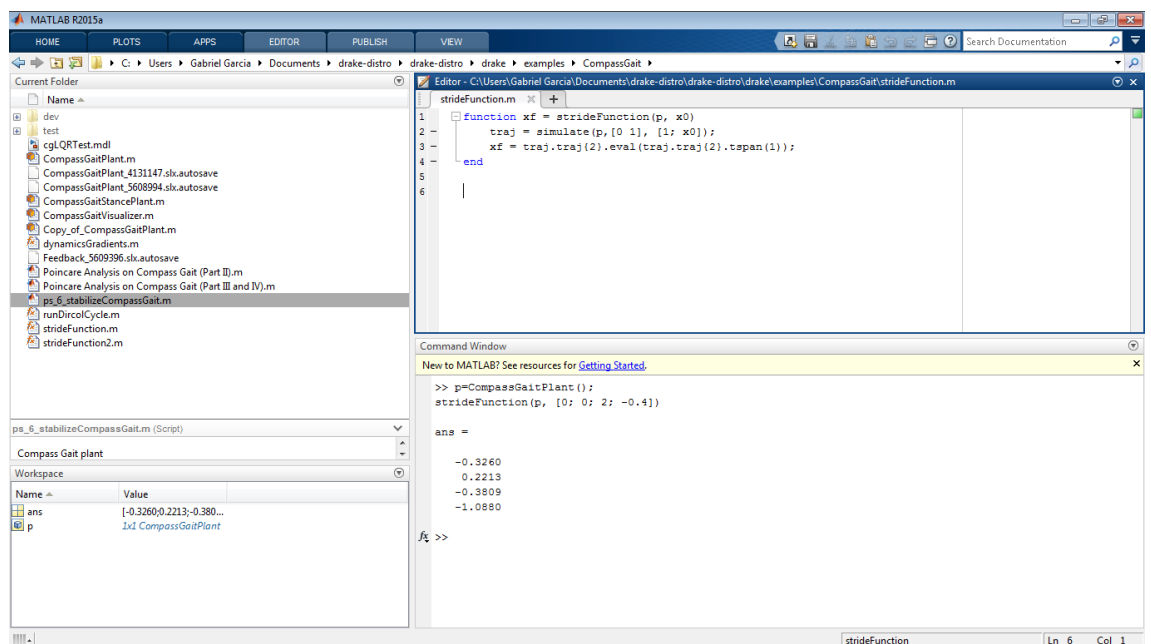 MATLAB R2015a
HOME PLOTS APPS EDITOR PUBLISH VIEW Search Documentation
C: Users Gabriel Garcia Documents drake-distro drake-distro drake examples CompassGait
Current Folder
Name
dev
test
cgLQRTest.mdl
CompassGaitPlant.m
CompassGaitPlant_4131147.slx.autosave
CompassGaitPlant_5608994.slx.autosave
CompassGaitStancePlant.m
CompassGaitVisualizer.m
Copy_of_CompassGaitPlant.m
dynamicsGradients.m
Feedback_5609396.slx.autosave
Poincare Analysis on Compass Gait (Part II).m
Poincare Analysis on Compass Gait (Part III and IV).m
ps_6_stabilizeCompassGait.m
runDircolCycle.m
strideFunction.m
strideFunction2.m
ps_6_stabilizeCompassGait.m (Script)
Compass Gait plant
Workspace
Name Value
ans [-0.3260;0.2213;-0.380...
p 1x1 CompassGaitPlant
Editor - C:\Users\Gabriel Garcia\Documents\drake-distro\drake-distro\drake\examples\CompassGait\strideFunction.m
strideFunction.m × +
1 function xf = strideFunction(p, x0)
2 – traj = simulate(p,[0 1], [1; x0]);
3 – xf = traj.traj{2}.eval(traj.traj{2}.tspan(1));
4 – end
5
6
Command Window
New to MATLAB? See resources for Getting Started.
>> p=CompassGaitPlant();
strideFunction(p, [0; 0; 2; -0.4])
ans =
-0.3260
0.2213
-0.3809
-1.0880
fx >>
strideFunction Ln 6 Col 1